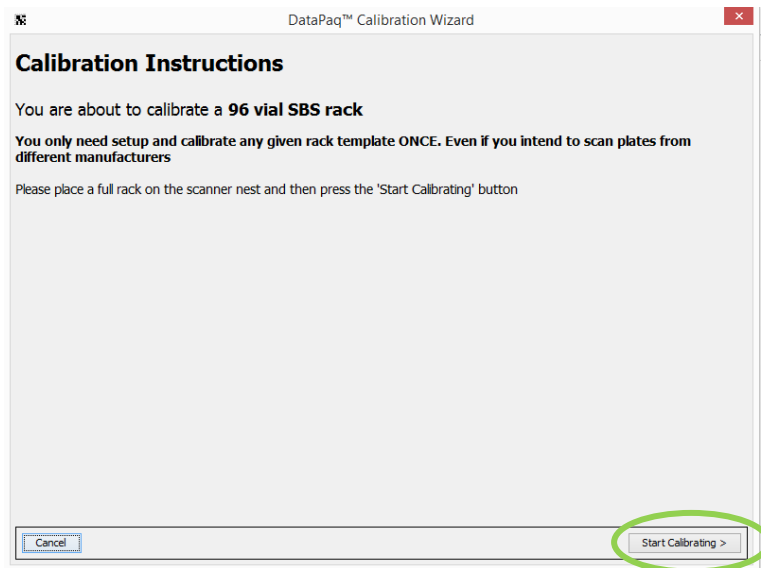 DataPaq™ Calibration Wizard
×
Calibration Instructions
You are about to calibrate a 96 vial SBS rack
You only need setup and calibrate any given rack template ONCE. Even if you intend to scan plates from
different manufacturers
Please place a full rack on the scanner nest and then press the 'Start Calibrating' button
Cancel
Start Calibrating >